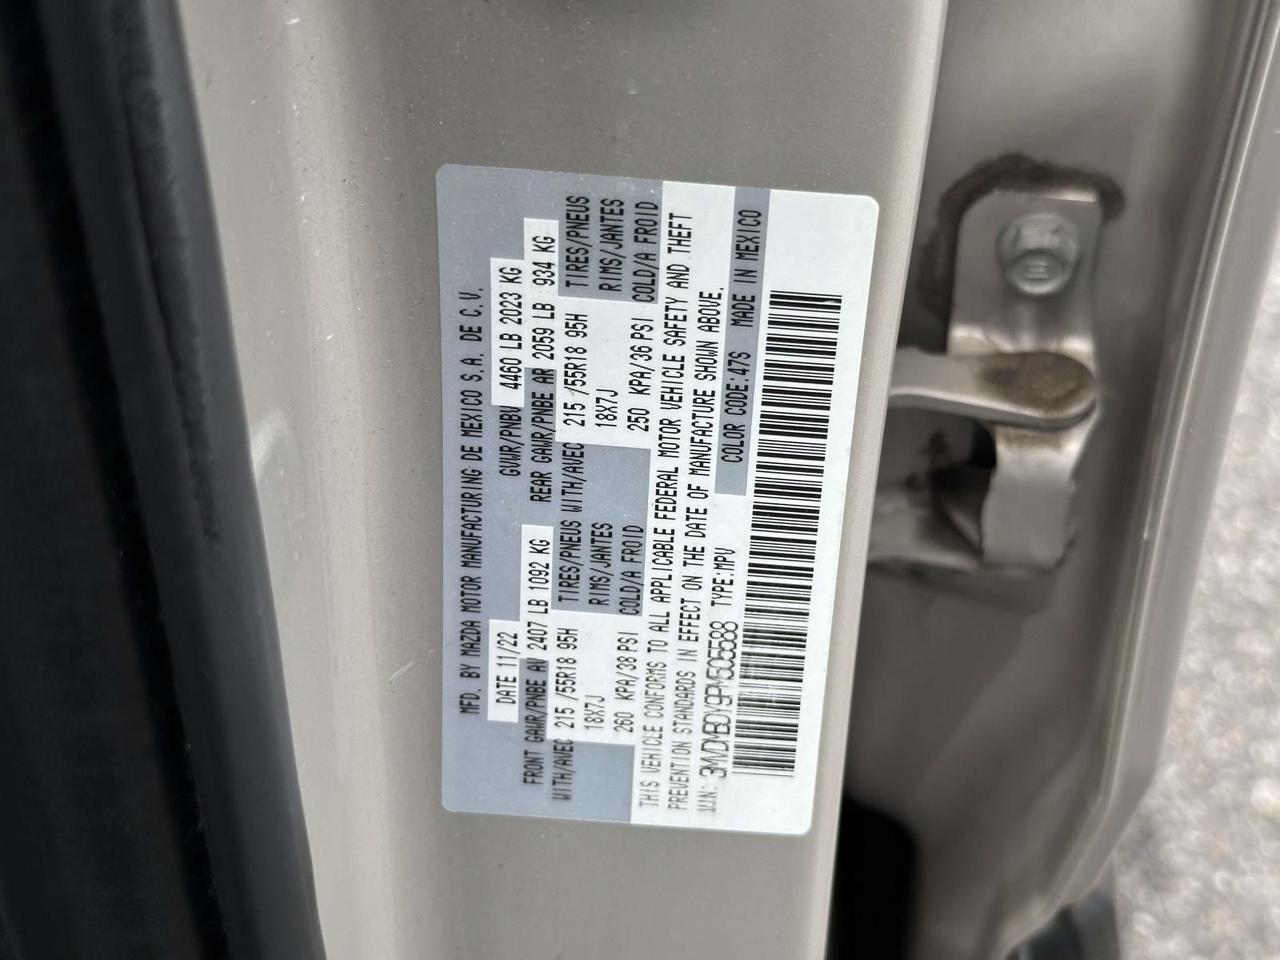 MFD. BY MAZDA MOTOR MANUFACTURING DE MEXICO S.A. DE C.V.
DATE 11/22 GVWR/PNBV 4460 LB 2023 KG
FRONT GAWR/PNBE AV 2407 LB 1092 KG REAR GAWR/PNBE AR 2059 LB 934 KG
WITH/AVEC 215 /55R18 95H TIRES/PNEUS WITH/AVEC 215 /55R18 95H TIRES/PNEUS
18X7J RIMS/JANTES 18X7J RIMS/JANTES
260 KPA/38 PSI COLD/A FROID 250 KPA/36 PSI COLD/A FROID
THIS VEHICLE CONFORMS TO ALL APPLICABLE FEDERAL MOTOR VEHICLE SAFETY AND THEFT
PREVENTION STANDARDS IN EFFECT ON THE DATE OF MANUFACTURE SHOWN ABOVE.
VIN: 3MVDMBDY9PM505588 TYPE:MPV COLOR CODE:47S MADE IN MEXICO